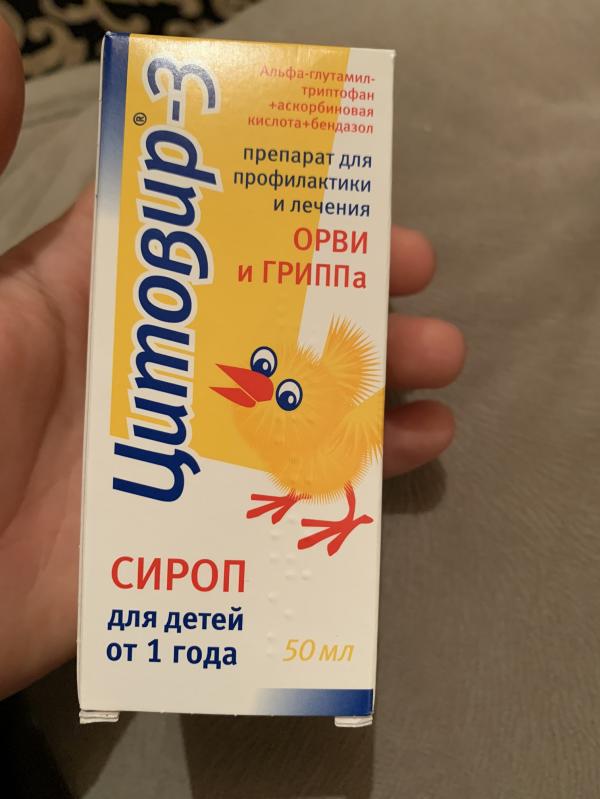 Цитовир-3®
Альфа-глутамил-
триптофан
+аскорбиновая
кислота+бендазол
препарат для
профилактики
и лечения
ОРВИ
и ГРИППа
СИРОП
для детей
от 1 года
50 мл